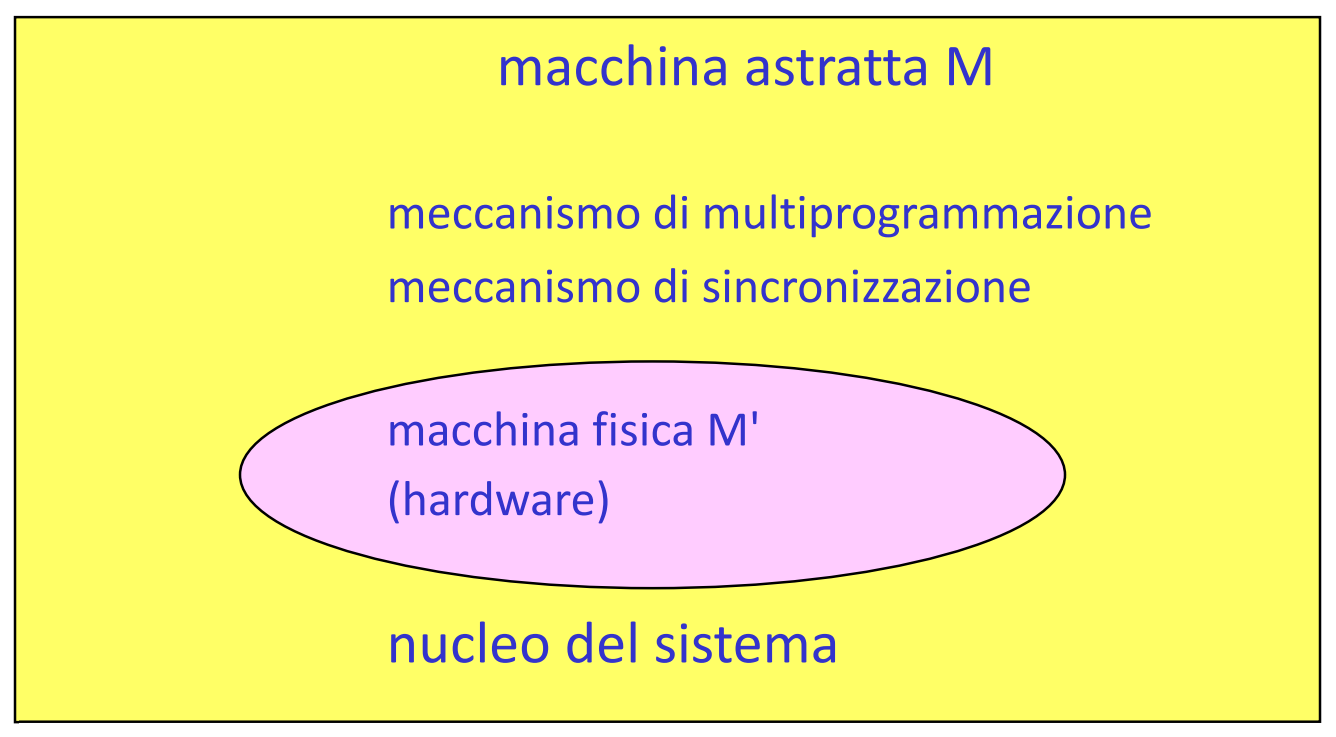 macchina astratta M
meccanismo di multiprogrammazione
meccanismo di sincronizzazione
macchina fisica M'
(hardware)
nucleo del sistema